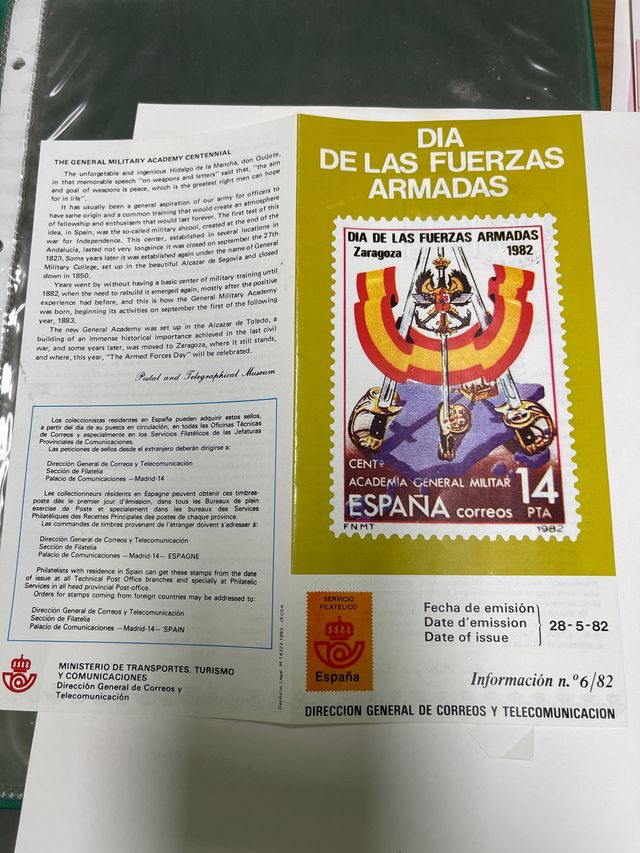 THE GENERAL MILITARY ACADEMY CENTENNIAL
The unforgetable and ingenious Hidalgo de la Mancha, don Quijote,
in that memorable speech "on weapons and letters" said that, "the aim
and goal of weapons is peace, which is the greatest right men can hope
for in life".
It has usually been a general aspiration of our army for officers to
have same origin and a common training that would create an atmosphere
of fellowship and enthusiasm that would last forever. The first test of this
idea, in Spain, was the so-called military shool, created at the end of the
war for Independence. This center, established in several locations in
Andalucía, lasted not very longsince it was closed on september the 27th
1823. Some years later it was established again under the name of General
Military College, set up in the beautiful Alcazar de Segovia and closed
down in 1850.
Years went by without having a basic center of military training until
1882, when the need to rebuild it emerged again, mostly after the positive
experience had before, and this is how the General Military Academy
was born, beginning its activities on september the first of the following
year, 1883.
The new General Academy was set up in the Alcazar de Toledo, a
building of an immense historical importance achieved in the last civil
war, and some years later, was moved to Zaragoza, where it still stands,
and where, this year, "The Armed Forces Day" will be celebrated.
Postal and Telegraphical Museum
Los coleccionistas residentes en España pueden adquirir estos sellos,
a partir del día de su puesta en circulación, en todas las Oficinas Técnicas
de Correos y especialmente en los Servicios Filatélicos de las Jefaturas
Provinciales de Comunicaciones.
Las peticiones de sellos desde el extranjero deberán dirigirse a:
Dirección General de Correos y Telecomunicación
Sección de Filatelia
Palacio de Comunicaciones —Madrid-14
Les collectionneurs résidents en Espagne peuvent obtenir ces timbres-
poste dès le premier jour d'émission, dans tous les Bureaux de plein
exercise de Poste et specialement dans les bureaux des Services
Philatéliques des Recettes Principales des postes de chaque province.
Les commandes de timbres provenant de l'étranger doivent s'adresser à:
Dirección General de Correos y Telecomunicación
Sección de Filatelia
Palacio de Comunicaciones —Madrid-14— ESPAGNE
Philatelists with residence in Spain can get these stamps from the date
of issue at all Technical Post Office branches and specially at Philatelic
Services in all head provincial Post-office.
Orders for stamps coming from foreign countries may be addressed to:
Dirección General de Correos y Telecomunicación
Sección de Filatelia
Palacio de Comunicaciones —Madrid-14— SPAIN
MINISTERIO DE TRANSPORTES, TURISMO
Y COMUNICACIONES
Dirección General de Correos y
Telecomunicación
Depósito Legal: M-14323-1982 JECSA
DIA
DE LAS FUERZAS
ARMADAS
DIA DE LAS FUERZAS ARMADAS
Zaragoza 1982
CENTº
ACADEMIA GENERAL MILITAR
ESPAÑA correos
14
PTA
FNMT 1982
SERVICIO
FILATELICO
España
Fecha de emisión
Date d'emission
Date of issue
28-5-82
Información n.º 6/82
DIRECCION GENERAL DE CORREOS Y TELECOMUNICACION